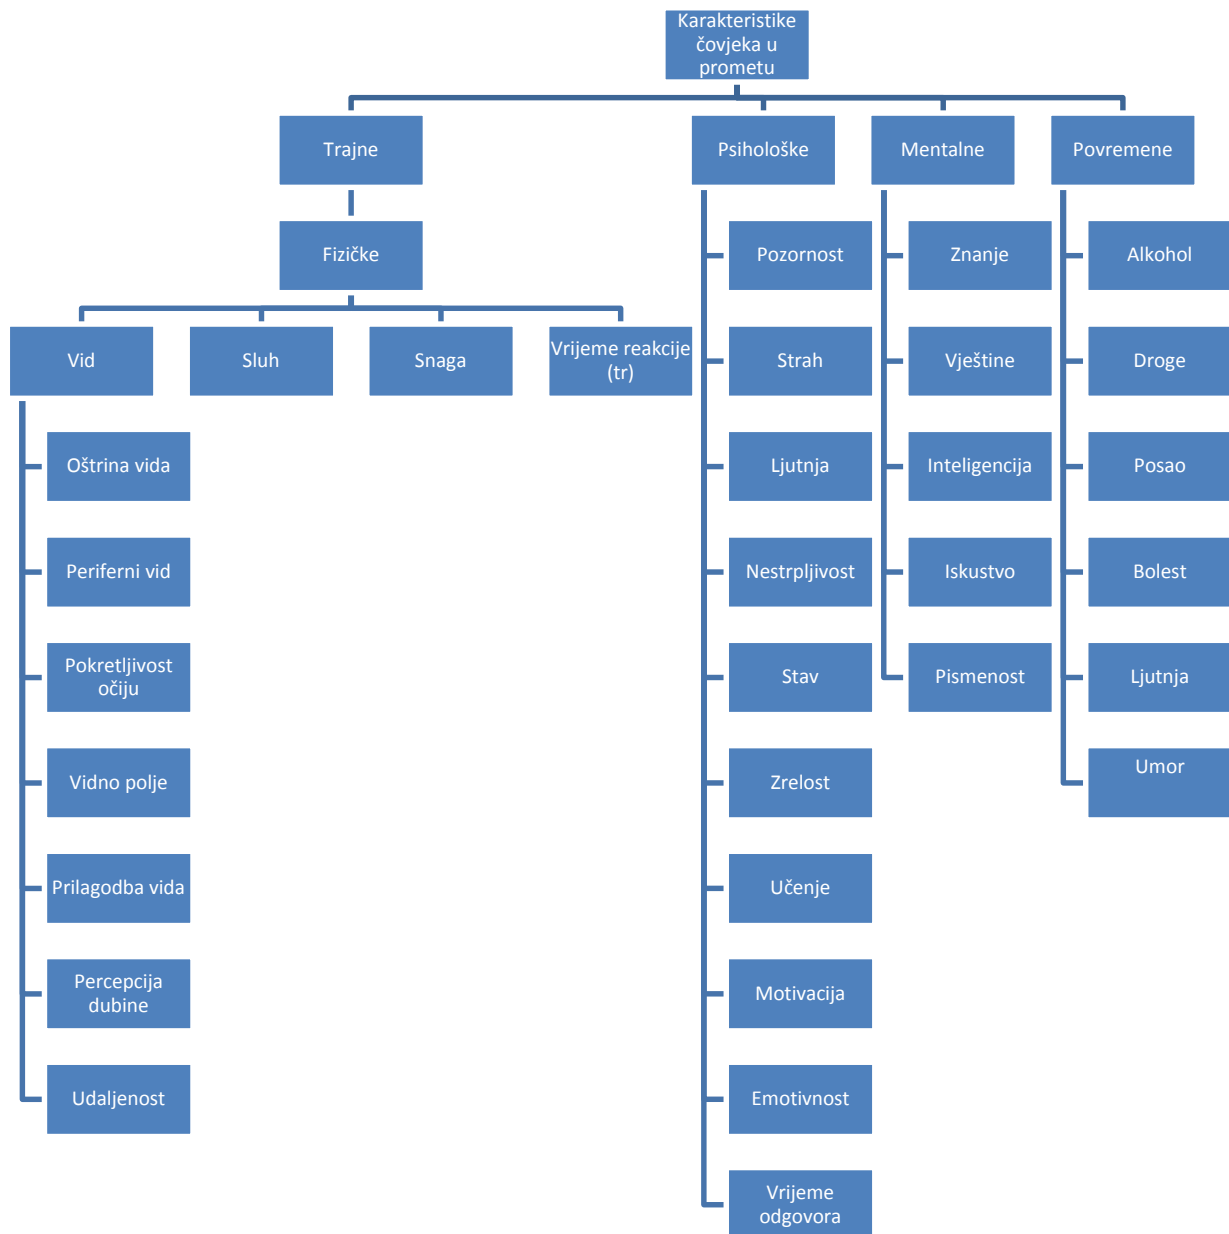 Karakteristike
čovjeka u
prometu
Trajne
Psihološke
Mentalne
Povremene
Fizičke
Pozornost
Znanje
Alkohol
Vid
Sluh
Snaga
Vrijeme reakcije
(tr)
Strah
Vještine
Droge
Oštrina vida
Ljutnja
Inteligencija
Posao
Periferni vid
Nestrpljivost
Iskustvo
Bolest
Pokretljivost
očiju
Stav
Pismenost
Ljutnja
Vidno polje
Zrelost
Umor
Prilagodba vida
Učenje
Percepcija
dubine
Motivacija
Udaljenost
Emotivnost
Vrijeme
odgovora